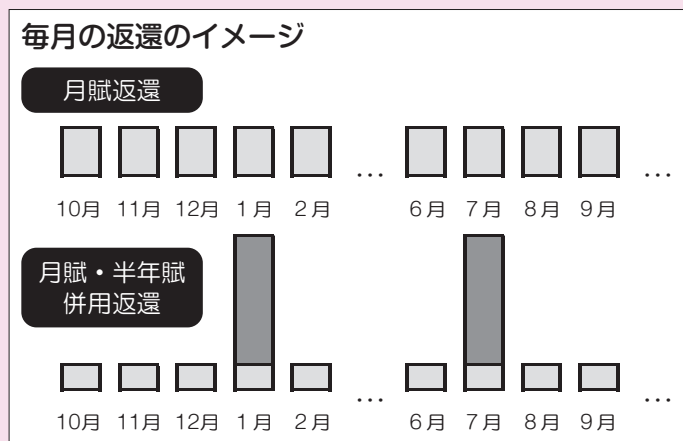 毎月の返還のイメージ
月賦返還
… …
10月 11月 12月 1月 2月 6月 7月 8月 9月
月賦・半年賦
併用返還
… …
10月 11月 12月 1月 2月 6月 7月 8月 9月